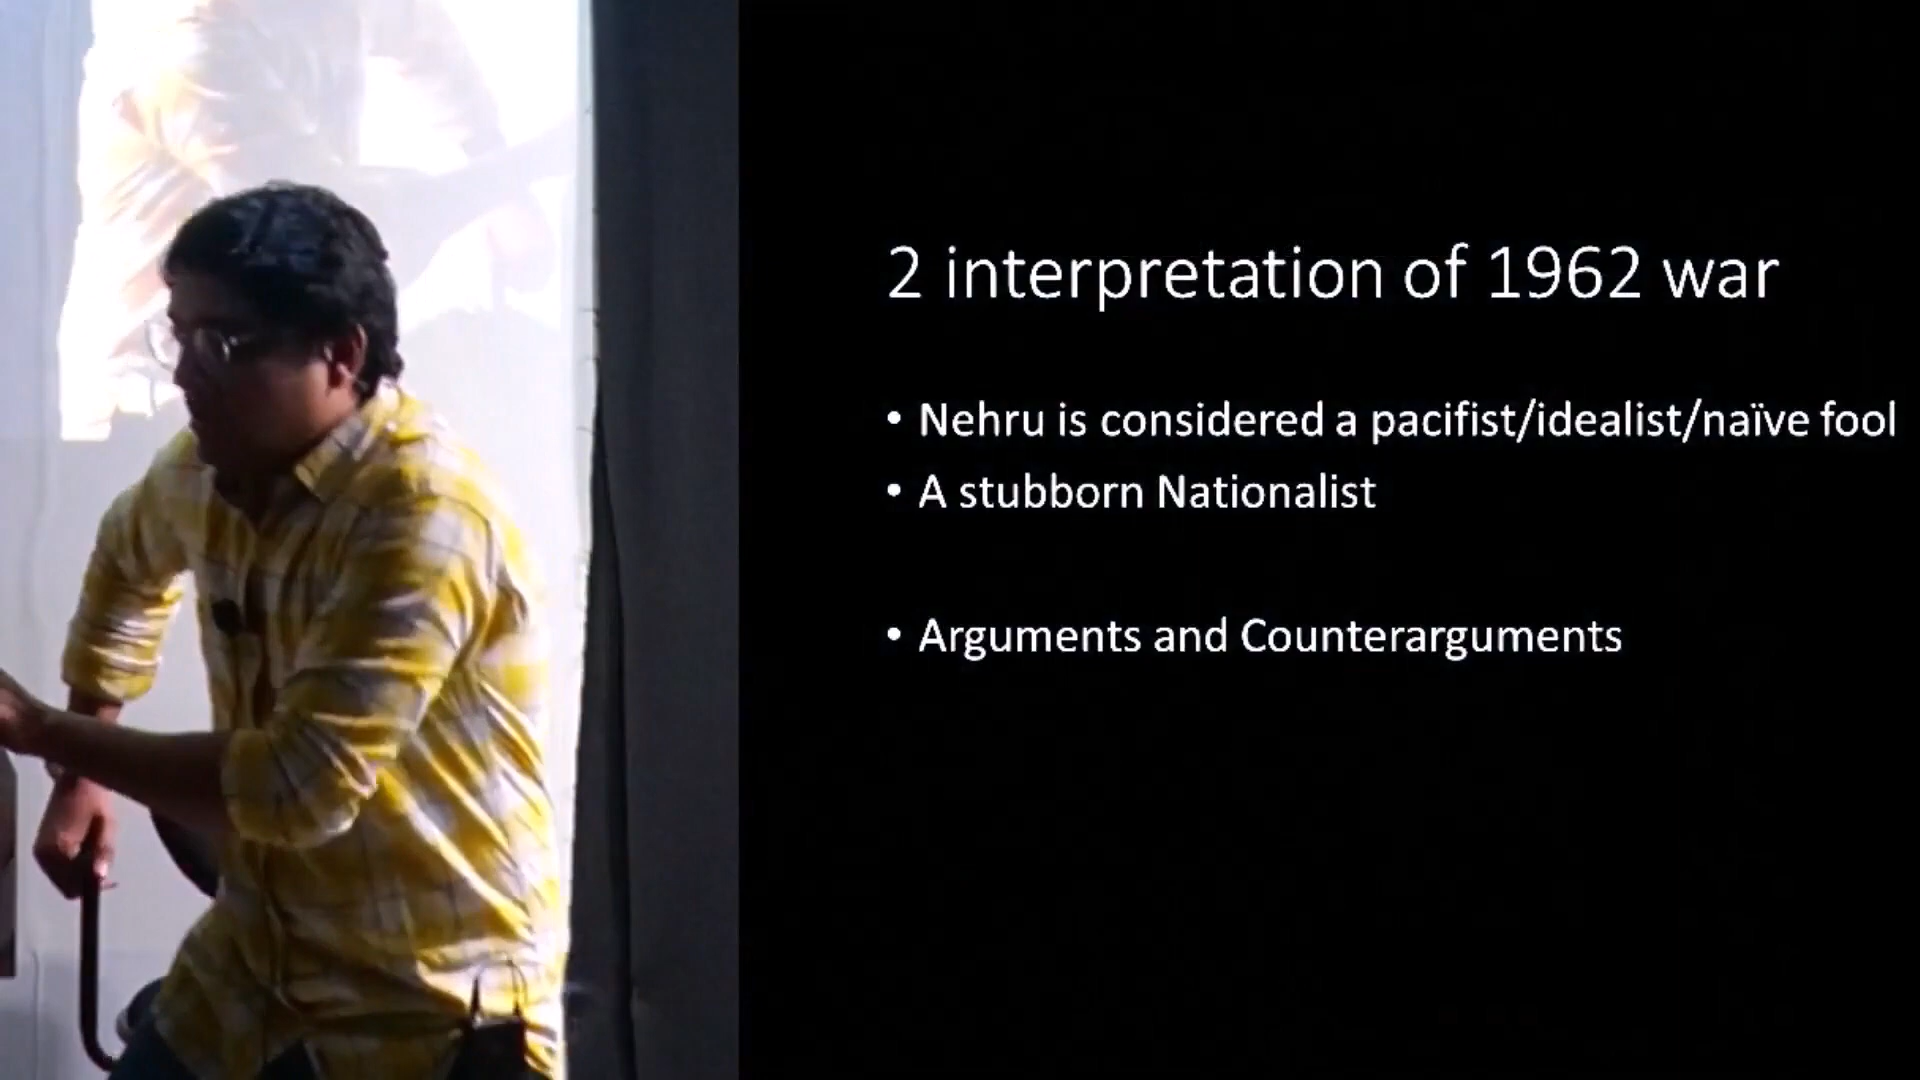 2 interpretation of 1962 war
• Nehru is considered a pacifist/idealist/naïve fool
• A stubborn Nationalist
• Arguments and Counterarguments